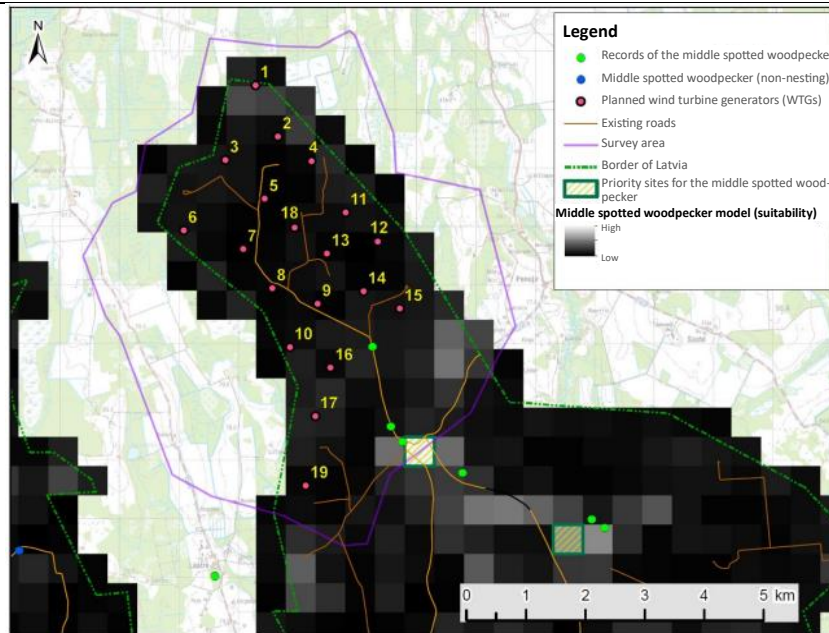 N
Legend
Records of the middle spotted woodpecke
Middle spotted woodpecker (non-nesting)
Planned wind turbine generators (WTGs)
Existing roads
Survey area
Border of Latvia
Priority sites for the middle spotted wood-
pecker
Middle spotted woodpecker model (suitability)
High
Low
1
2
3
4
5
11
6
18
12
7
13
8
14
9
15
10
16
17
19
0 1 2 3 4 5 km